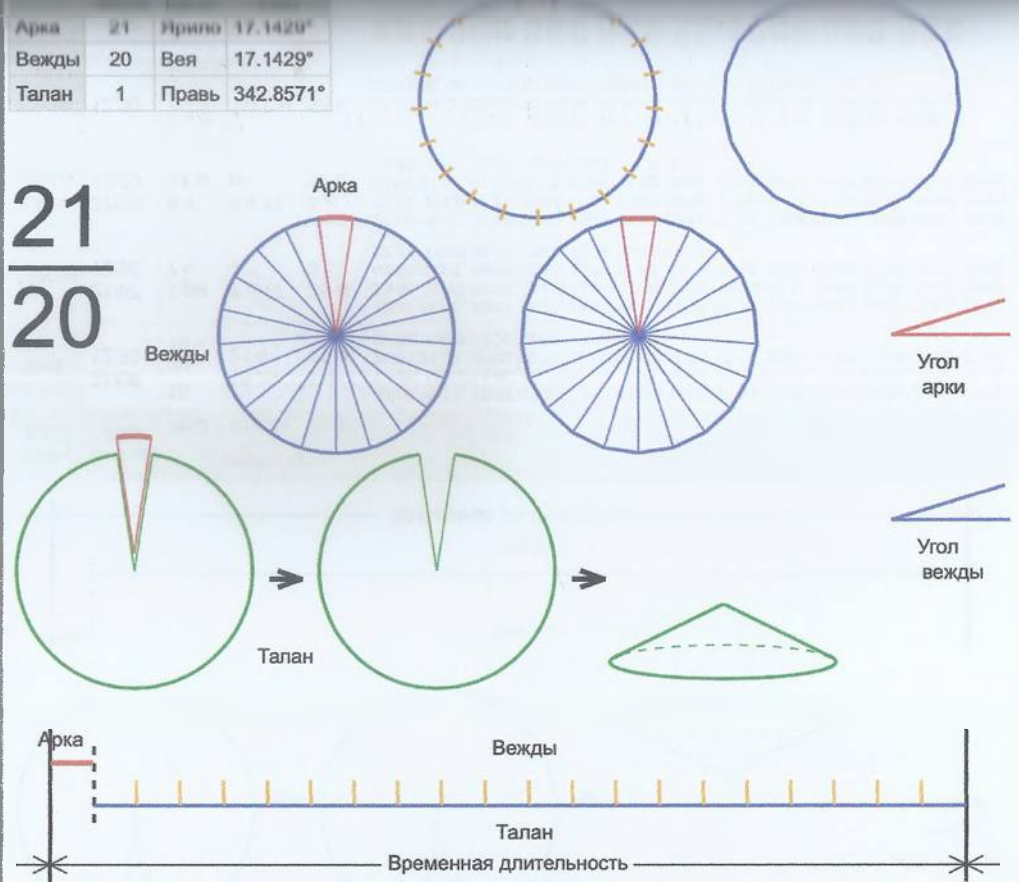 Арка 21 Ярило 17.1429°
Вежды 20 Вея 17.1429°
Талан 1 Правь 342.8571°
21
20
Арка
Вежды
Угол
арки
Угол
вежды
Талан
Арка
Вежды
Талан
Временная длительность